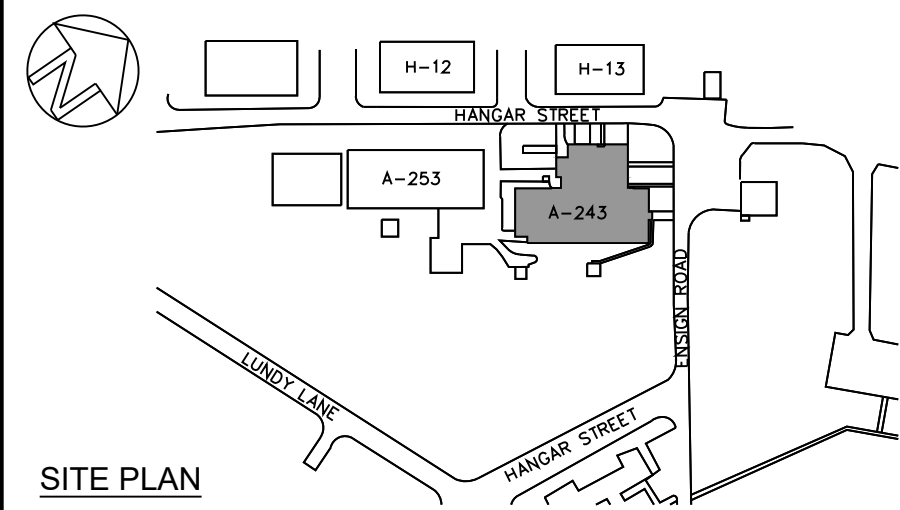 N
H-12
H-13
HANGAR STREET
A-253
A-243
ENSIGN ROAD
LUNDY LANE
HANGAR STREET
SITE PLAN